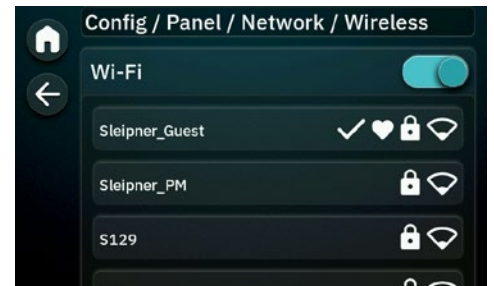 Config / Panel / Network / Wireless
Wi-Fi
Sleipner_Guest
Sleipner_PM
S129